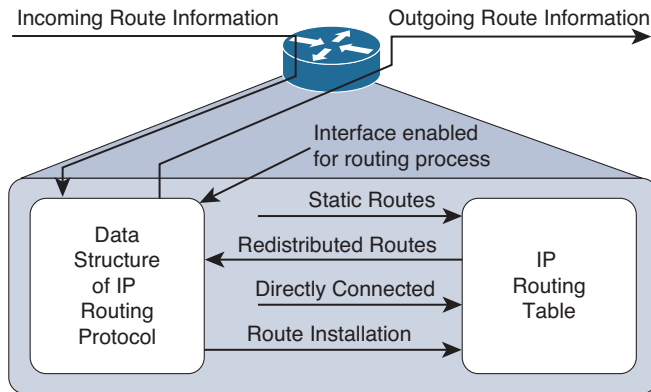 Incoming Route Information
Outgoing Route Information
Interface enabled
for routing process
Data
Structure
of IP
Routing
Protocol
Static Routes
Redistributed Routes
Directly Connected
Route Installation
IP
Routing
Table